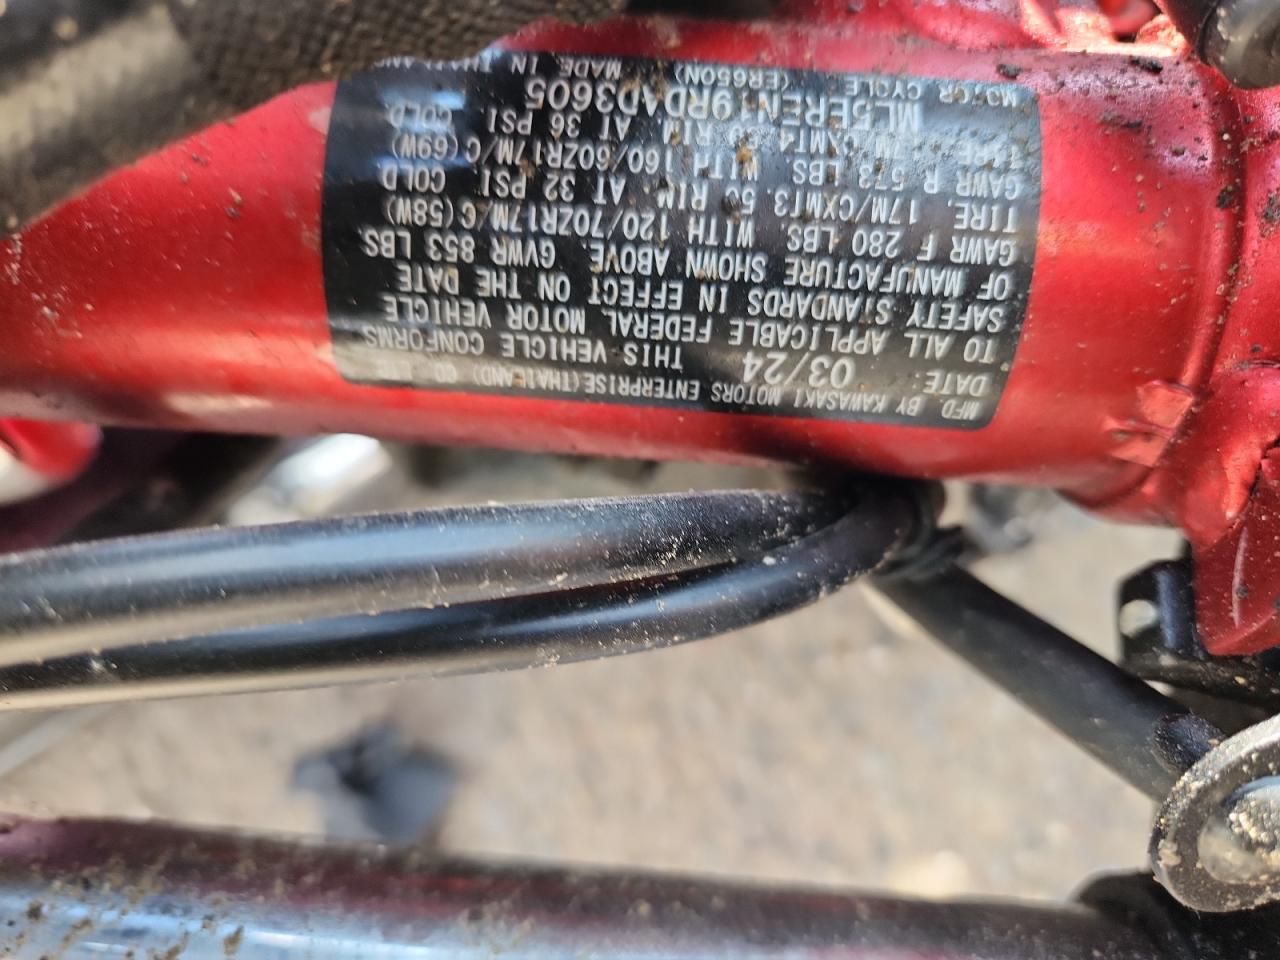 MFD. BY KAWASAKI MOTORS ENTERPRISE(THAILAND) CO.,LTD.
DATE: 03/24 THIS VEHICLE CONFORMS
TO ALL APPLICABLE FEDERAL MOTOR VEHICLE
SAFETY STANDARDS IN EFFECT ON THE DATE
OF MANUFACTURE SHOWN ABOVE. GVWR 853 LBS.
GAWR F 280 LBS. WITH 120/70ZR17M/C(58W)
TIRE, 17M/CXMT3.50 RIM AT 32 PSI COLD
GAWR R 573 LBS. WITH 160/60ZR17M/C(69W)
TIRE, RIM AT 36 PSI COLD.
ML5EREN19RDAD3605
MOTOR CYCLE (ER650N) MADE IN